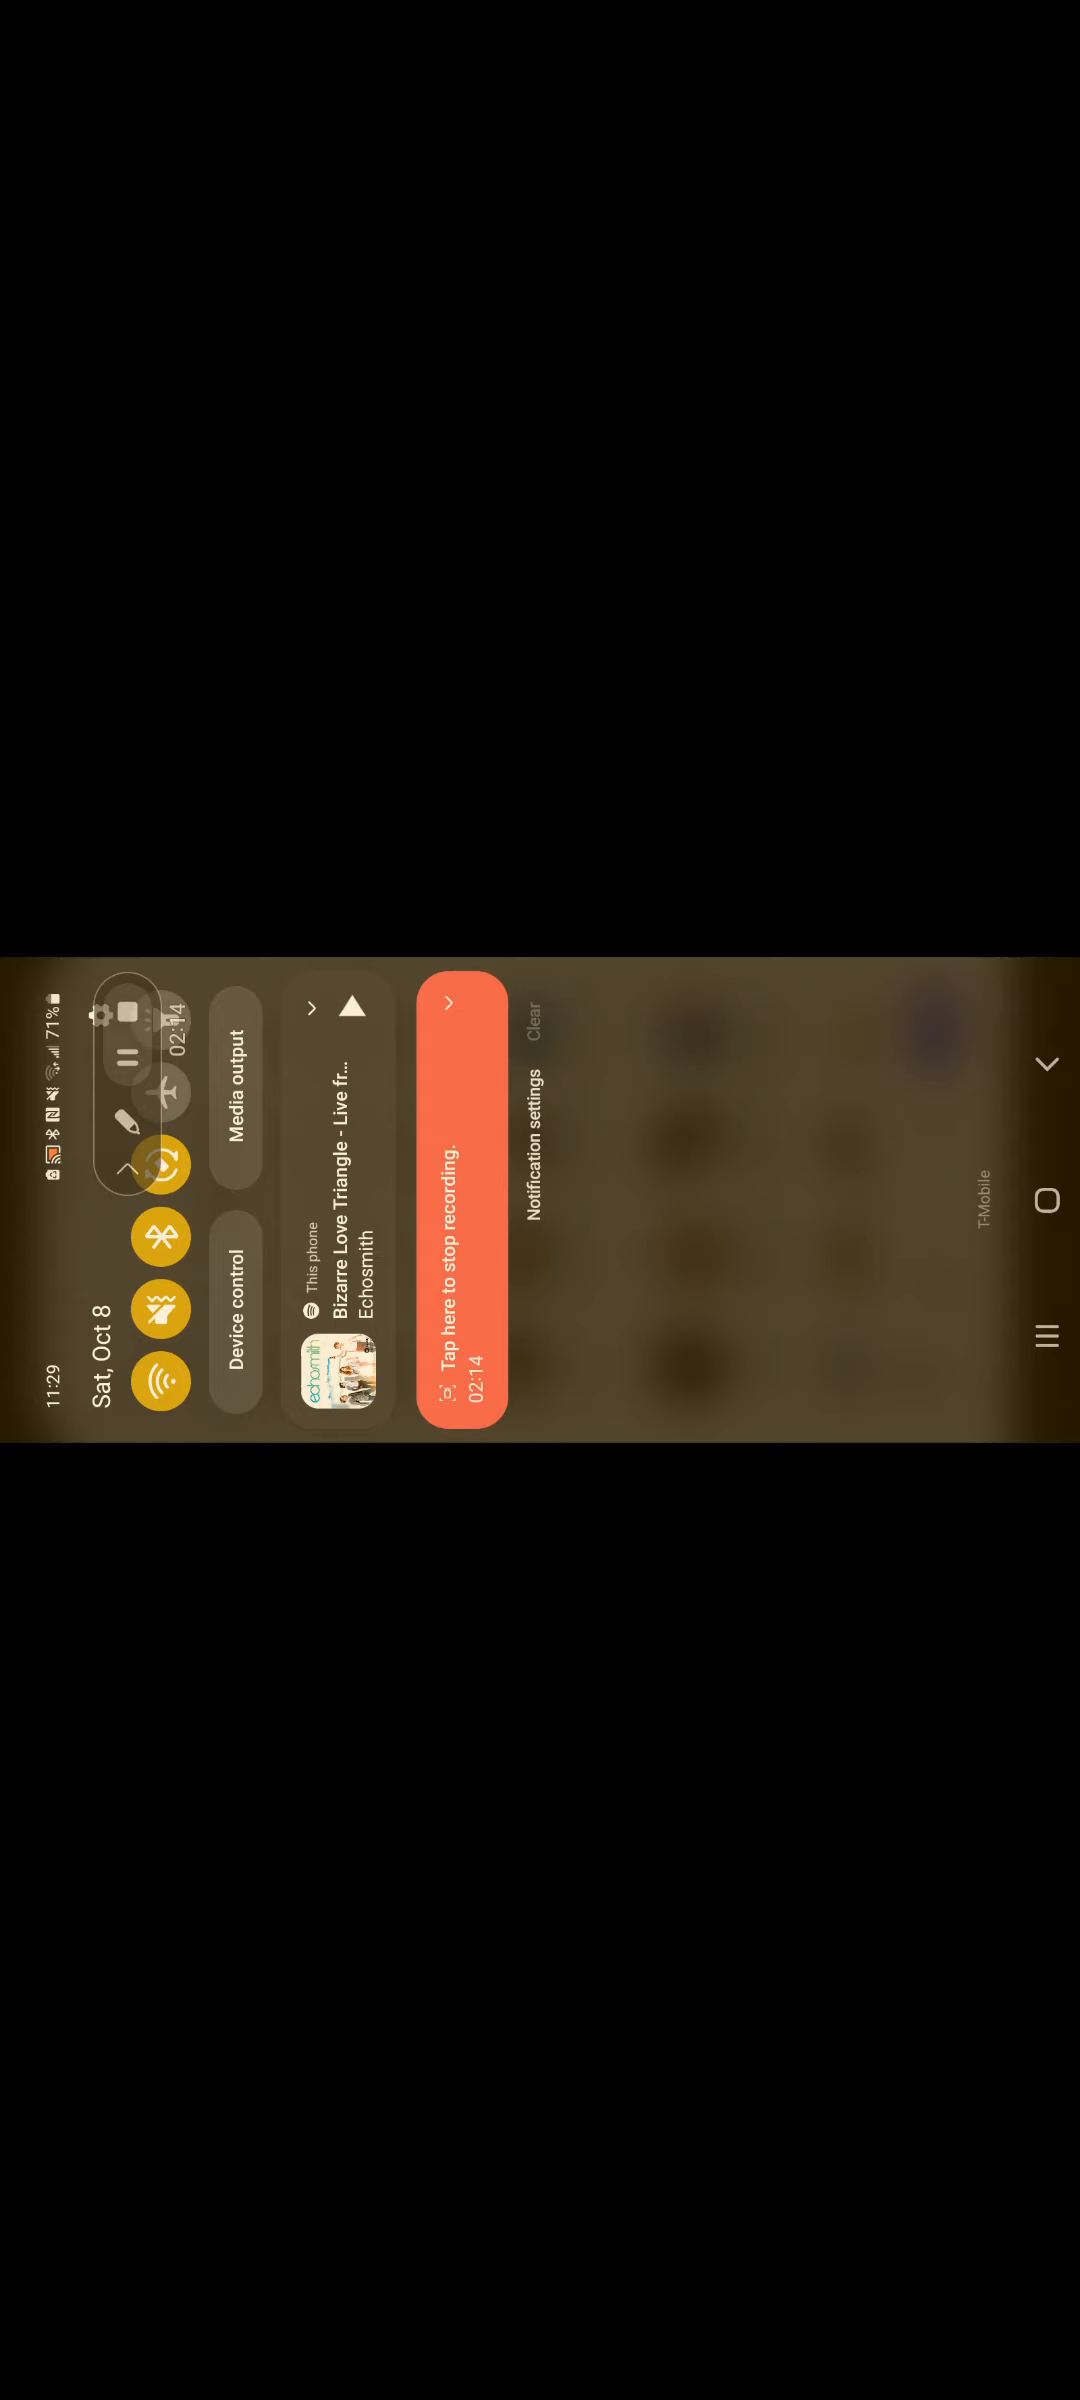 11:29
71%
Sat, Oct 8
02:14
Device control
Media output
This phone
Bizarre Love Triangle - Live fr...
Echosmith
echosmith
Tap here to stop recording.
02:14
Notification settings
Clear
T-Mobile